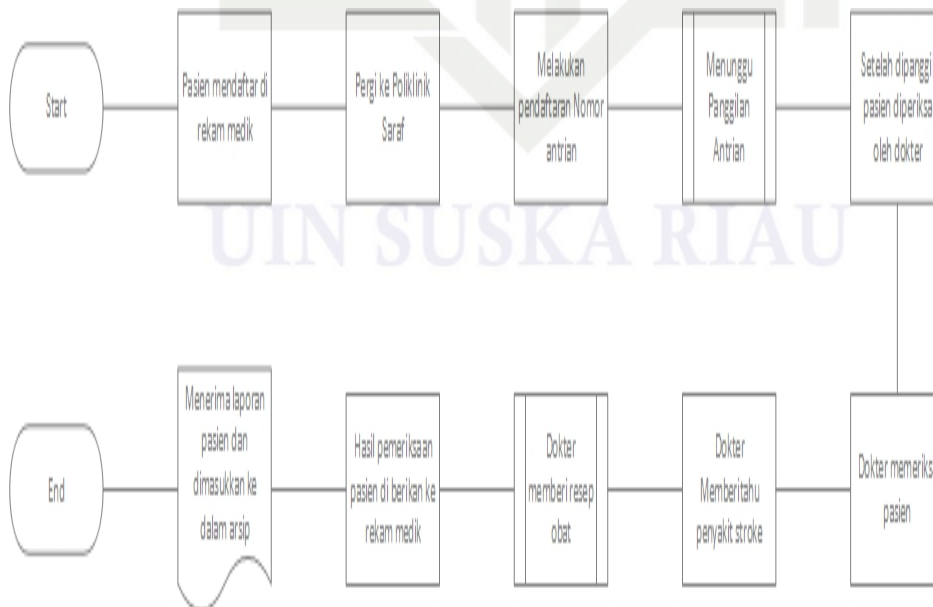 Start
Pasien mendaftar di
rekam medik
Pergi ke Poliklinik
Saraf
Melakukan
pendaftaran Nomor
antrian
Menunggu
Panggilan
Antrian
Setelah dipanggi
pasien diperiksa
oleh dokter
UIN SUSKA RIAU
Dokter memeriks
pasien
Dokter
Memberitahu
penyakit stroke
Dokter
memberi resep
obat
Hasil pemeriksaan
pasien di berikan ke
rekam medik
Menerima laporan
pasien dan
dimasukkan ke
dalam arsip
End